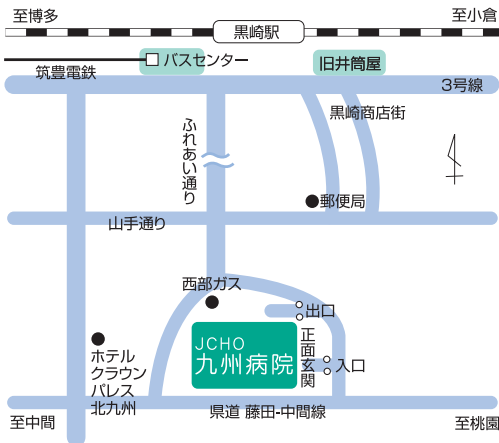 至博多
黒崎駅
至小倉
バスセンター
旧井筒屋
筑豊電鉄
3号線
黒崎商店街
ふれあい通り
郵便局
山手通り
西部ガス
出口
JCHO
九州病院
正面玄関
入口
ホテル
クラウン
パレス
北九州
至中間
県道 藤田-中間線
至桃園